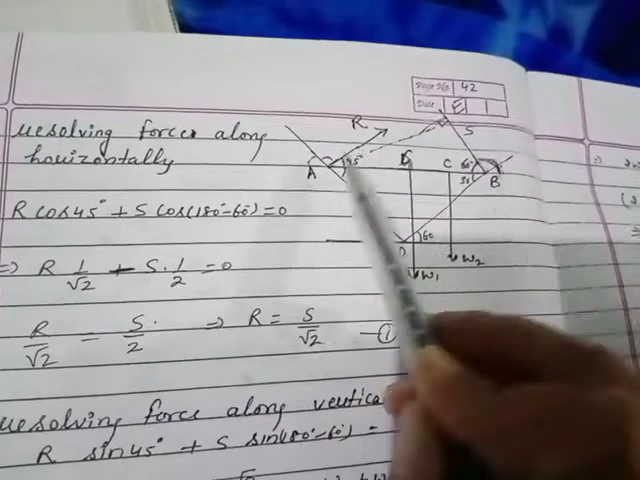 Page No. 42
Date
resolving forces along
horizontally
R cos45° + S cos(180°-60°)=0
=> R 1/√2 - S. 1/2 = 0
R/√2 = S/2 => R = S/√2 —①
resolving force along vertica
R sin45° + S sin(180°-60°) =
R
S
A
45°
G
C
60°
30°
B
D
60
W1
W2